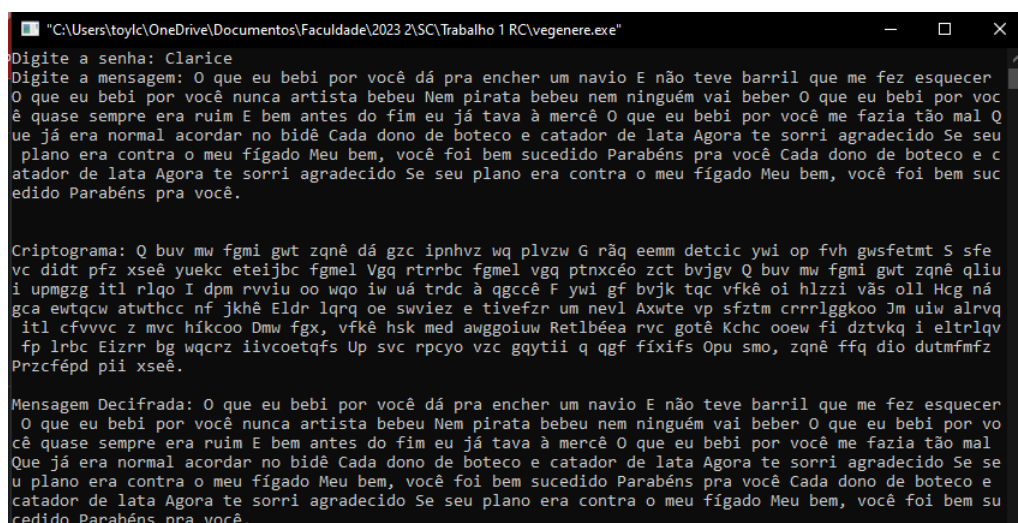 "C:\Users\toylc\OneDrive\Documentos\Faculdade\2023 2\SC\Trabalho 1 RC\vegenere.exe"
Digite a senha: Clarice
Digite a mensagem: O que eu bebi por você dá pra encher um navio E não teve barril que me fez esquecer
O que eu bebi por você nunca artista bebeu Nem pirata bebeu nem ninguém vai beber O que eu bebi por voc
ê quase sempre era ruim E bem antes do fim eu já tava à mercê O que eu bebi por você me fazia tão mal Q
ue já era normal acordar no bidê Cada dono de boteco e catador de lata Agora te sorri agradecido Se seu
 plano era contra o meu fígado Meu bem, você foi bem sucedido Parabéns pra você Cada dono de boteco e c
atador de lata Agora te sorri agradecido Se seu plano era contra o meu fígado Meu bem, você foi bem suc
edido Parabéns pra você.
Criptograma: Q buv mw fgmi gwt zqnê dá gzc ipnhvz wq plvzw G rãq eemm detcic ywi op fvh gwsfetmt S sfe
vc didt pfz xseê yuekc eteijbc fgmel Vgq rtrrbc fgmel vgq ptnxcéo zct bvjgv Q buv mw fgmi gwt zqnê qliu
i upmgzg itl rlqo I dpm rvviu oo wqo iw uá trdc à qgccê F ywi gf bvjk tqc vfkê oi hlzzi vãs oll Hcg ná
gca ewtqcw atwthcc nf jkhê Eldr lqrq oe swviez e tivefzr um nevl Axwte vp sfztm crrrlggkoo Jm uiw alrvq
 itl cfvvvc z mvc híkcoo Dmw fgx, vfkê hsk med awggoiuw Retlbéea rvc gotê Kchc ooew fi dztvkq i eltrlqv
 fp lrbc Eizrr bg wqcrz iivcoetqfs Up svc rpcyo vzc gqytii q qgf fíxifs Opu smo, zqnê ffq dio dutmfmfz
Przcfépd pii xseê.
Mensagem Decifrada: O que eu bebi por você dá pra encher um navio E não teve barril que me fez esquecer
 O que eu bebi por você nunca artista bebeu Nem pirata bebeu nem ninguém vai beber O que eu bebi por vo
cê quase sempre era ruim E bem antes do fim eu já tava à mercê O que eu bebi por você me fazia tão mal
Que já era normal acordar no bidê Cada dono de boteco e catador de lata Agora te sorri agradecido Se se
u plano era contra o meu fígado Meu bem, você foi bem sucedido Parabéns pra você Cada dono de boteco e
catador de lata Agora te sorri agradecido Se seu plano era contra o meu fígado Meu bem, você foi bem su
cedido Parabéns pra você.